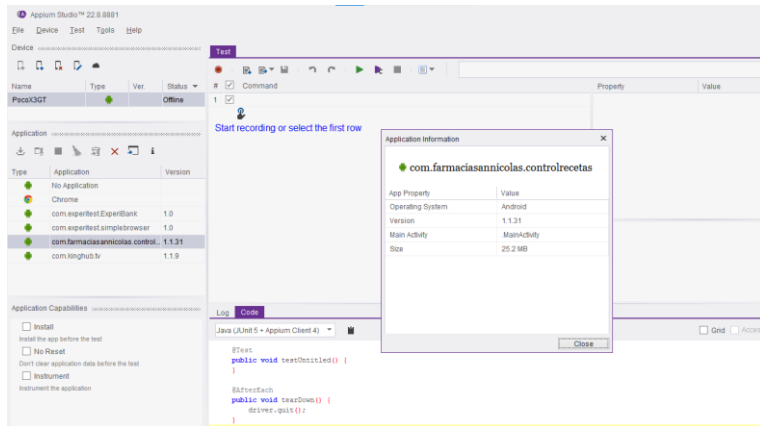 Appium Studio™ 22.8.8881
File Device Test Tools Help
Device
Name Type Ver. Status
PocoX3GT Offline
Application
Type Application Version
No Application
Chrome
com.experitest.ExperiBank 1.0
com.experitest.simplebrowser 1.0
com.farmaciasannicolas.control... 1.1.31
com.kinghub.tv 1.1.9
Application Capabilities
Install
Install the app before the test
No Reset
Don't clear application data before the test
Instrument
Instrument the application
Test
# Command
1
Start recording or select the first row
Property Value
Application Information
com.farmaciasannicolas.controlrecetas
App Property Value
Operating System Android
Version 1.1.31
Main Activity .MainActivity
Size 25.2 MB
Close
Log Code
Java (JUnit 5 + Appium Client 4)
Grid Acces
@Test
public void testUntitled() {
}
@AfterEach
public void tearDown() {
driver.quit();
}